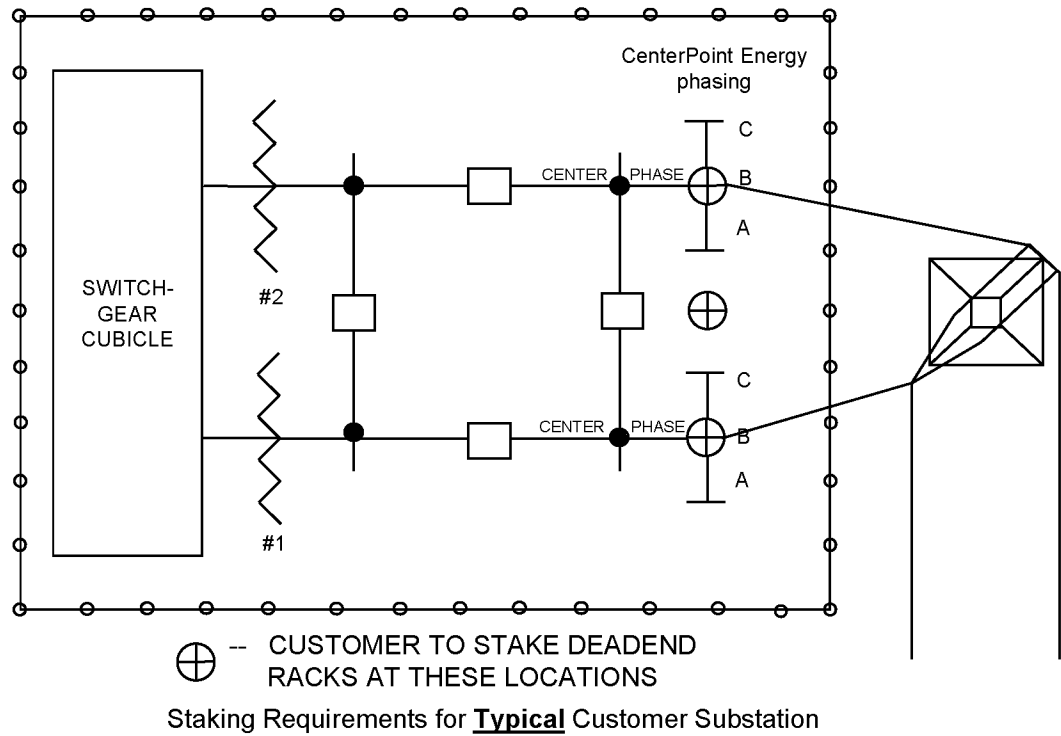 CenterPoint Energy
phasing
C
CENTER PHASE B
A
#2
SWITCH-
GEAR
CUBICLE
C
CENTER PHASE B
A
#1
-- CUSTOMER TO STAKE DEADEND
RACKS AT THESE LOCATIONS
Staking Requirements for Typical Customer Substation